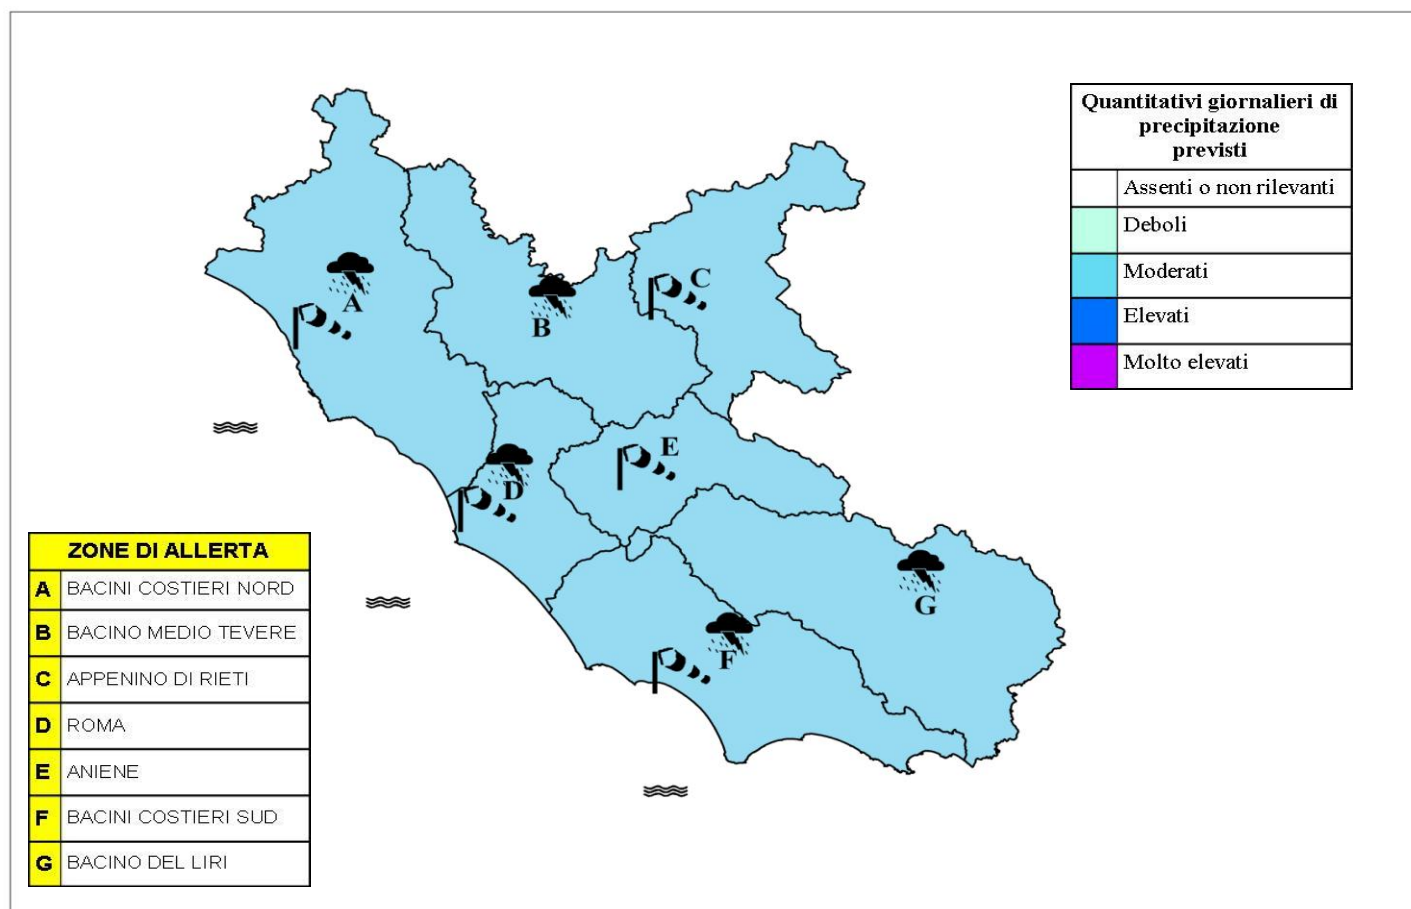 Quantitativi giornalieri di
precipitazione
previsti
Assenti o non rilevanti
Deboli
Moderati
Elevati
Molto elevati
A
B
C
E
D
G
F
ZONE DI ALLERTA
A BACINI COSTIERI NORD
B BACINO MEDIO TEVERE
C APPENINO DI RIETI
D ROMA
E ANIENE
F BACINI COSTIERI SUD
G BACINO DEL LIRI